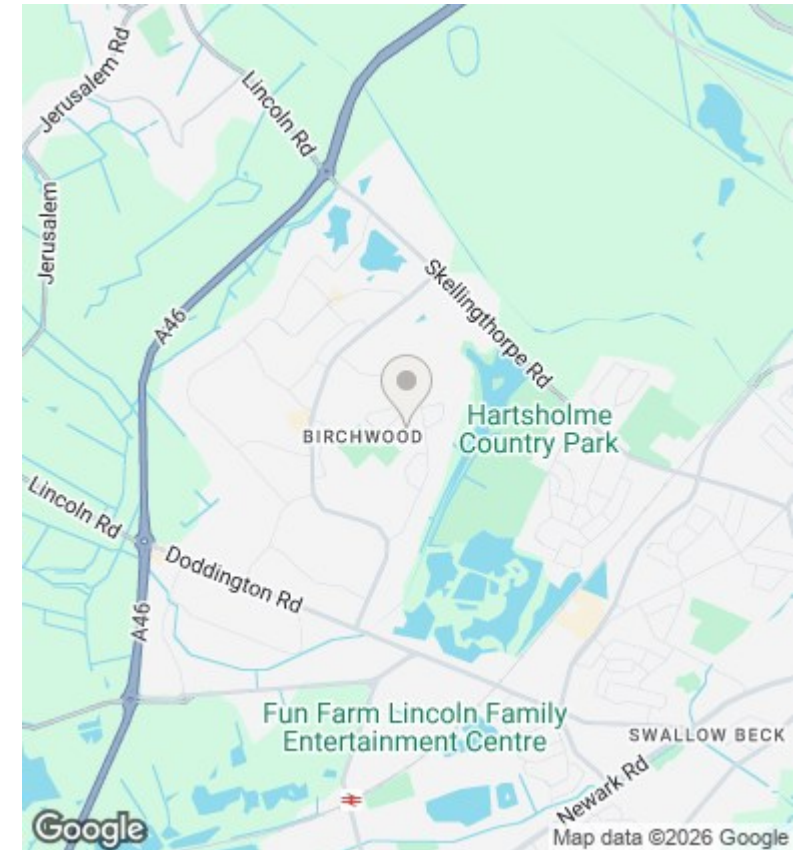 Jerusalem Rd
Lincoln Rd
Jerusalem
Skellingthorpe Rd
A46
Hartsholme
Country Park
BIRCHWOOD
Lincoln Rd
Doddington Rd
A46
Fun Farm Lincoln Family
Entertainment Centre
SWALLOW BECK
Newark Rd
Google
Map data ©2026 Google